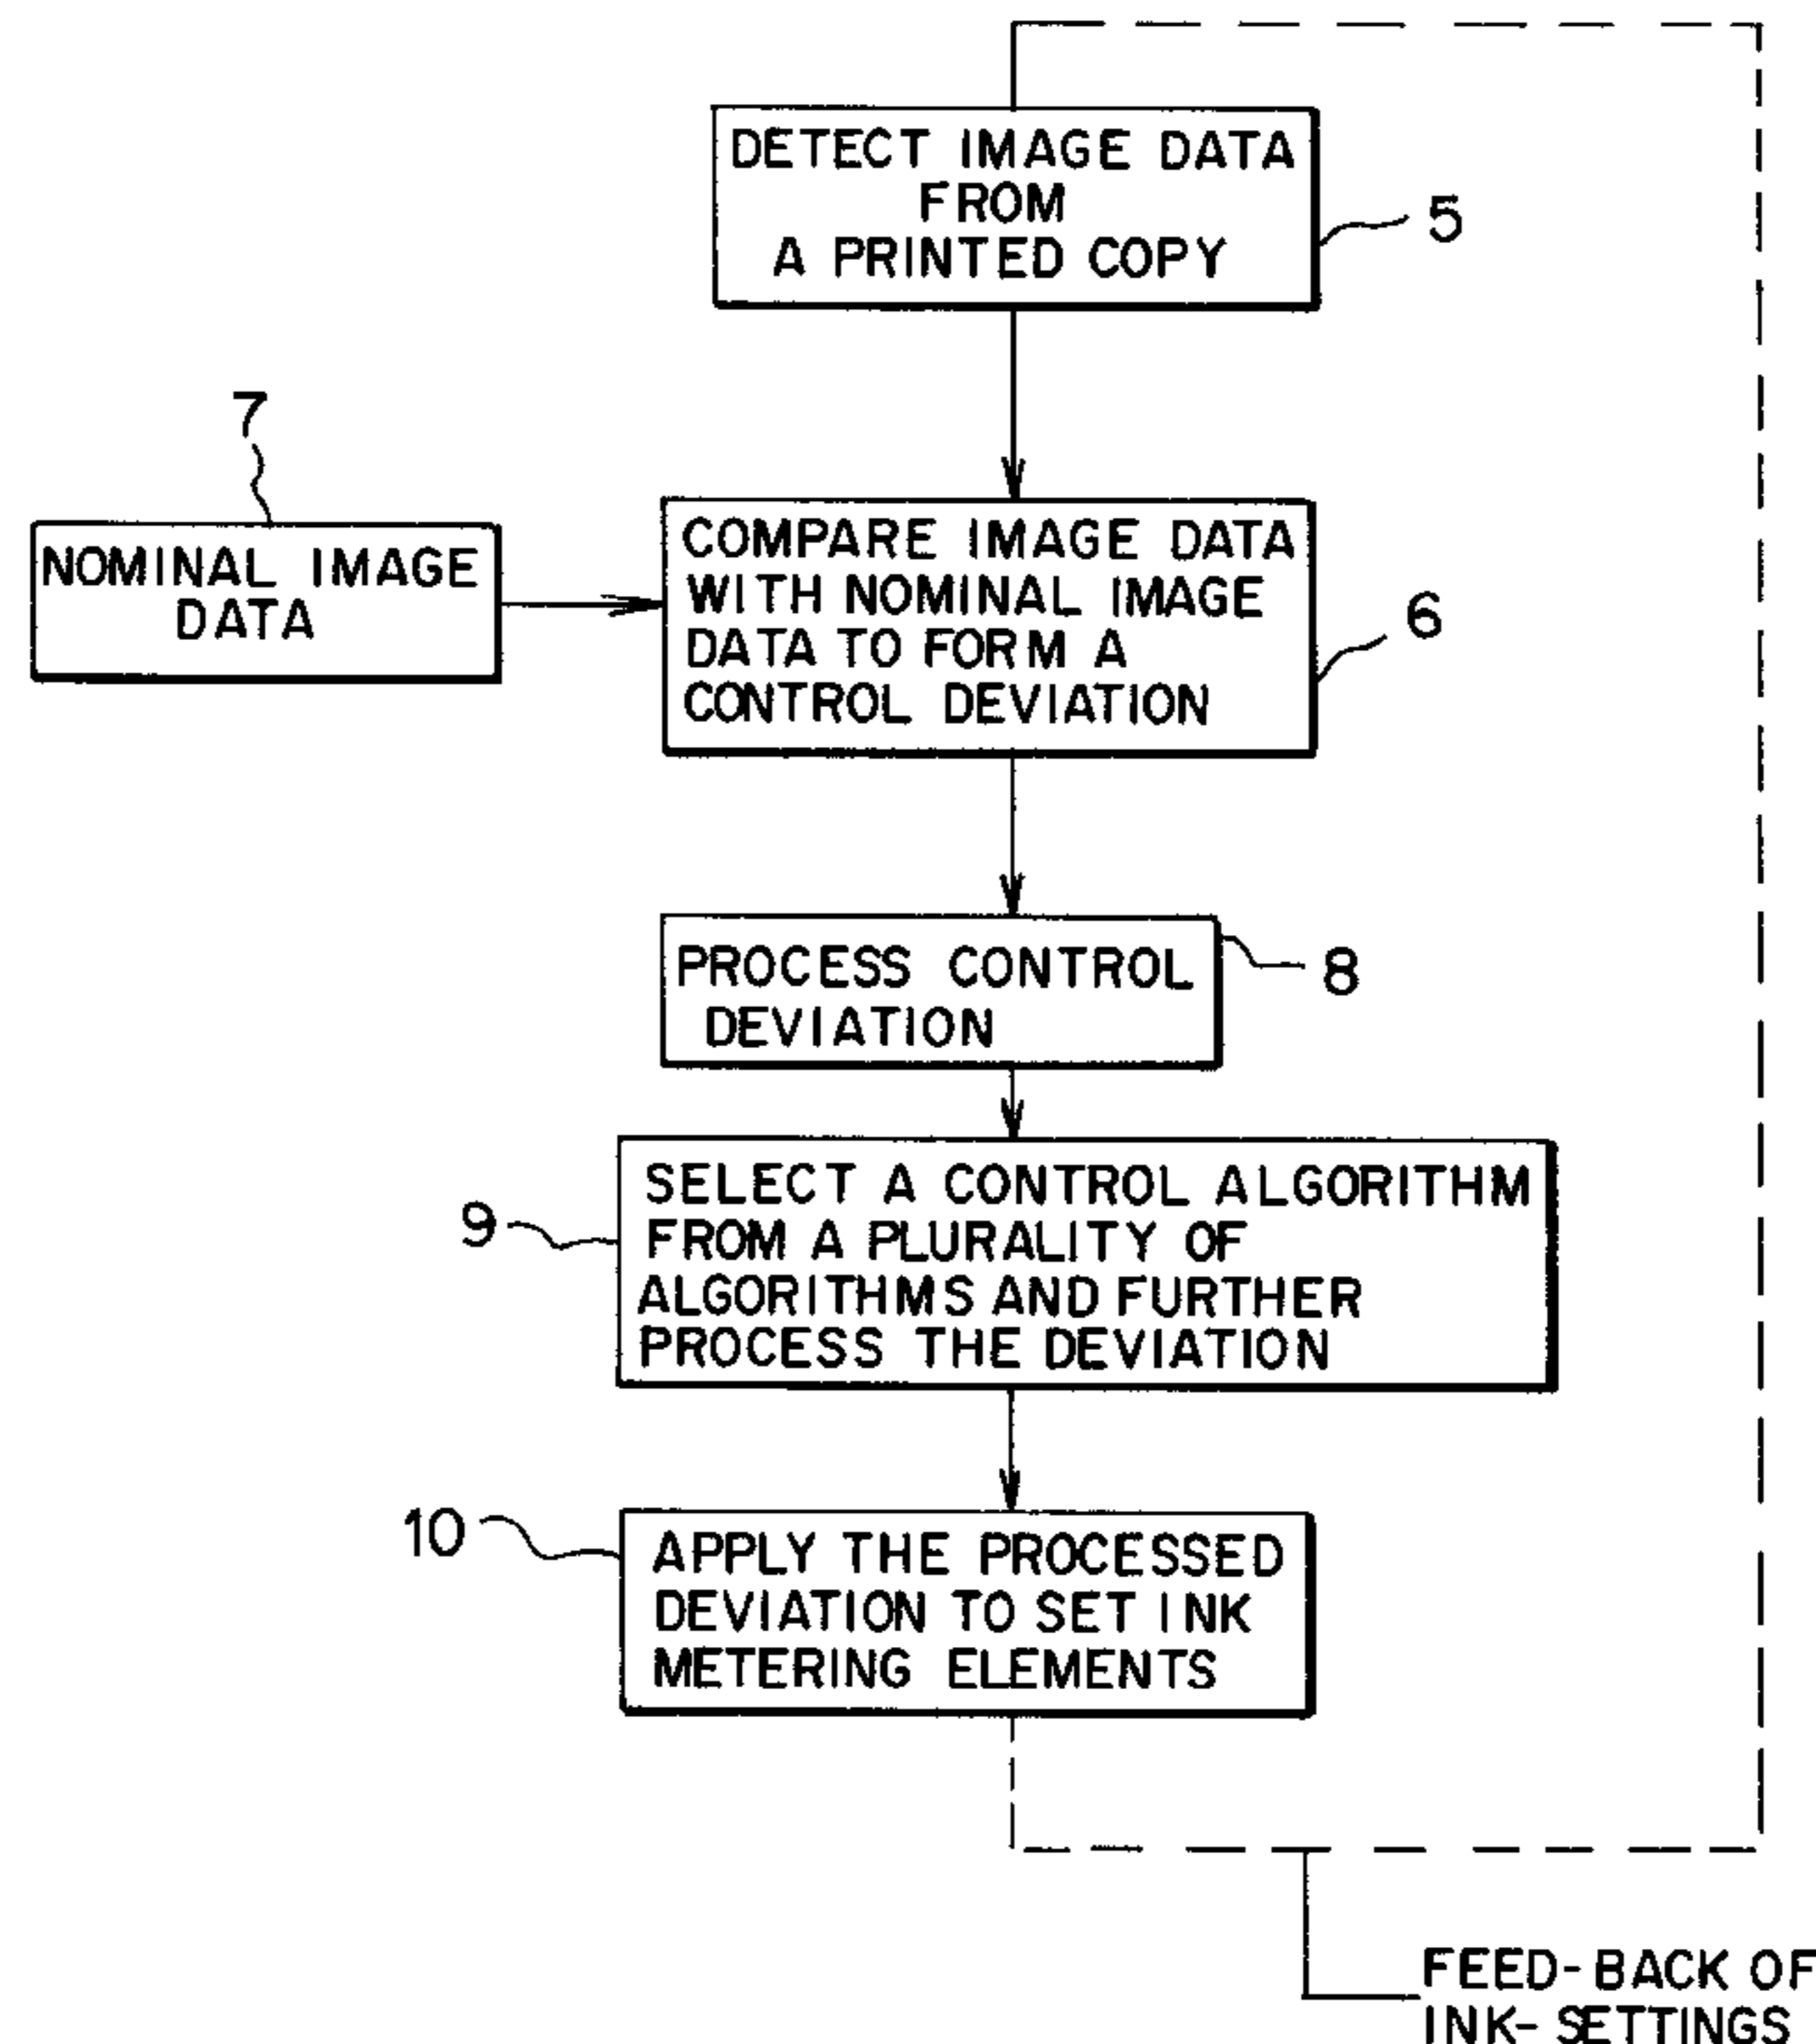 DETECT IMAGE DATA
FROM
A PRINTED COPY
5
7
NOMINAL IMAGE
DATA
COMPARE IMAGE DATA
WITH NOMINAL IMAGE
DATA TO FORM A
CONTROL DEVIATION
6
PROCESS CONTROL
DEVIATION
8
9
SELECT A CONTROL ALGORITHM
FROM A PLURALITY OF
ALGORITHMS AND FURTHER
PROCESS THE DEVIATION
10
APPLY THE PROCESSED
DEVIATION TO SET INK
METERING ELEMENTS
FEED-BACK OF
INK-SETTINGS